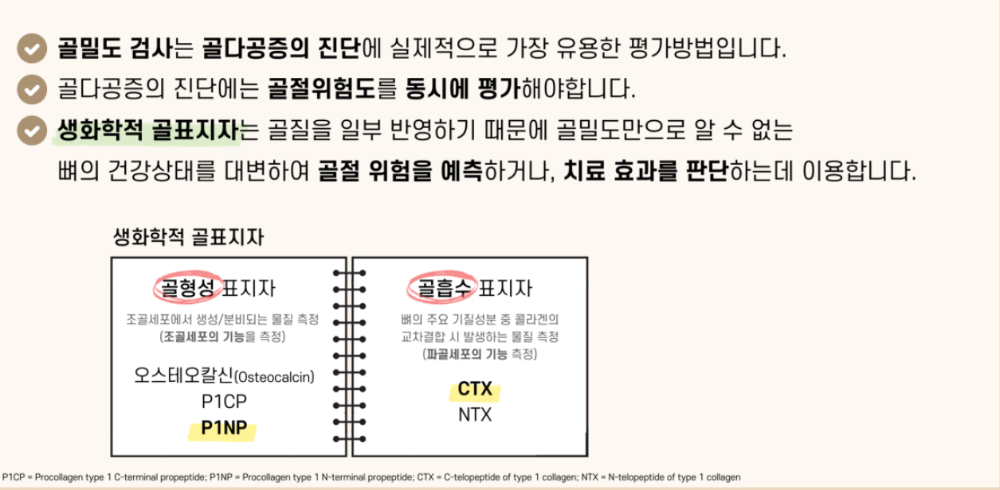 골밀도 검사는 골다공증의 진단에 실제적으로 가장 유용한 평가방법입니다.
골다공증의 진단에는 골절위험도를 동시에 평가해야합니다.
생화학적 골표지자는 골질을 일부 반영하기 때문에 골밀도만으로 알 수 없는
뼈의 건강상태를 대변하여 골절 위험을 예측하거나, 치료 효과를 판단하는데 이용합니다.
생화학적 골표지자
골형성 표지자
조골세포에서 생성/분비되는 물질 측정
(조골세포의 기능을 측정)
오스테오칼신(Osteocalcin)
P1CP
P1NP
골흡수 표지자
뼈의 주요 기질성분 중 콜라겐의
교차결합 시 발생하는 물질 측정
(파골세포의 기능 측정)
CTX
NTX
P1CP = Procollagen type 1 C-terminal propeptide; P1NP = Procollagen type 1 N-terminal propeptide; CTX = C-telopeptide of type 1 collagen; NTX = N-telopeptide of type 1 collagen